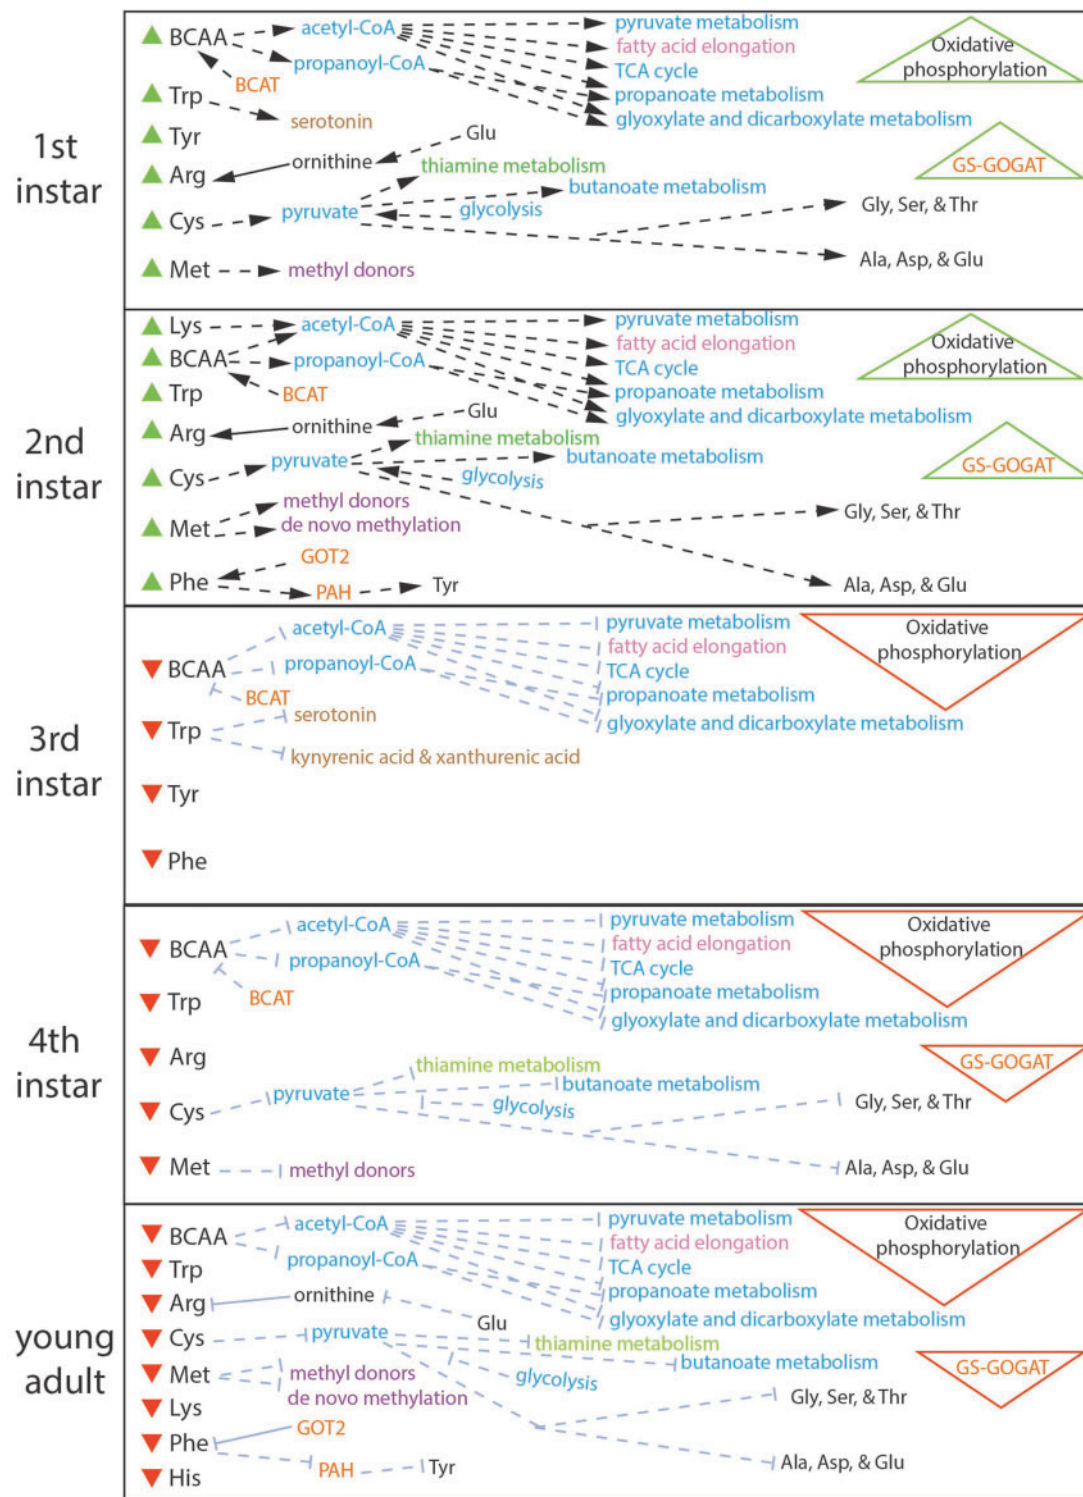 1st
instar
BCAA
acetyl-CoA
propanoyl-CoA
BCAT
pyruvate metabolism
fatty acid elongation
TCA cycle
propanoate metabolism
glyoxylate and dicarboxylate metabolism
Oxidative
phosphorylation
Trp
serotonin
Tyr
Glu
GS-GOGAT
Arg
ornithine
thiamine metabolism
butanoate metabolism
Cys
pyruvate
glycolysis
Gly, Ser, & Thr
Ala, Asp, & Glu
Met
methyl donors
2nd
instar
Lys
acetyl-CoA
pyruvate metabolism
BCAA
propanoyl-CoA
fatty acid elongation
TCA cycle
Oxidative
phosphorylation
Trp
BCAT
propanoate metabolism
glyoxylate and dicarboxylate metabolism
Arg
ornithine
Glu
thiamine metabolism
butanoate metabolism
GS-GOGAT
Cys
pyruvate
glycolysis
Gly, Ser, & Thr
Met
methyl donors
de novo methylation
GOT2
Phe
PAH
Tyr
Ala, Asp, & Glu
3rd
instar
acetyl-CoA
pyruvate metabolism
Oxidative
phosphorylation
BCAA
propanoyl-CoA
fatty acid elongation
TCA cycle
BCAT
propanoate metabolism
glyoxylate and dicarboxylate metabolism
Trp
serotonin
kynyrenic acid & xanthurenic acid
Tyr
Phe
4th
instar
acetyl-CoA
pyruvate metabolism
Oxidative
phosphorylation
BCAA
propanoyl-CoA
fatty acid elongation
TCA cycle
Trp
BCAT
propanoate metabolism
glyoxylate and dicarboxylate metabolism
Arg
thiamine metabolism
GS-GOGAT
Cys
pyruvate
butanoate metabolism
glycolysis
Gly, Ser, & Thr
Met
methyl donors
Ala, Asp, & Glu
young
adult
BCAA
acetyl-CoA
pyruvate metabolism
Oxidative
phosphorylation
propanoyl-CoA
fatty acid elongation
Trp
TCA cycle
propanoate metabolism
glyoxylate and dicarboxylate metabolism
Arg
ornithine
Glu
Cys
pyruvate
thiamine metabolism
butanoate metabolism
GS-GOGAT
Met
methyl donors
de novo methylation
glycolysis
Gly, Ser, & Thr
Lys
GOT2
Phe
PAH
Tyr
Ala, Asp, & Glu
His